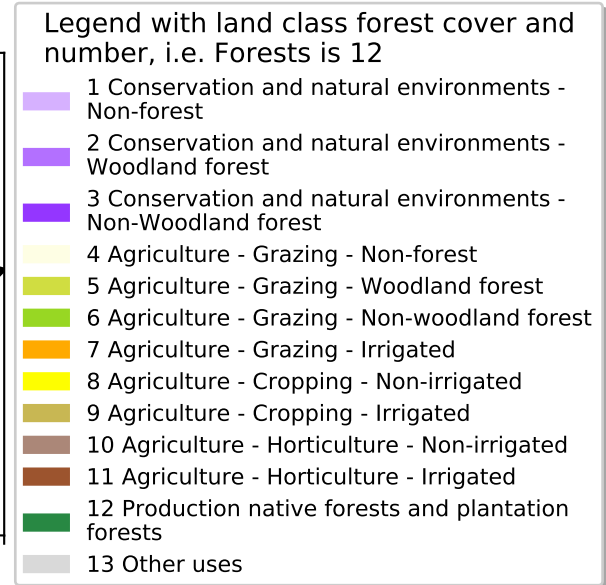 Legend with land class forest cover and
number, i.e. Forests is 12
1 Conservation and natural environments -
Non-forest
2 Conservation and natural environments -
Woodland forest
3 Conservation and natural environments -
Non-Woodland forest
4 Agriculture - Grazing - Non-forest
5 Agriculture - Grazing - Woodland forest
6 Agriculture - Grazing - Non-woodland forest
7 Agriculture - Grazing - Irrigated
8 Agriculture - Cropping - Non-irrigated
9 Agriculture - Cropping - Irrigated
10 Agriculture - Horticulture - Non-irrigated
11 Agriculture - Horticulture - Irrigated
12 Production native forests and plantation
forests
13 Other uses